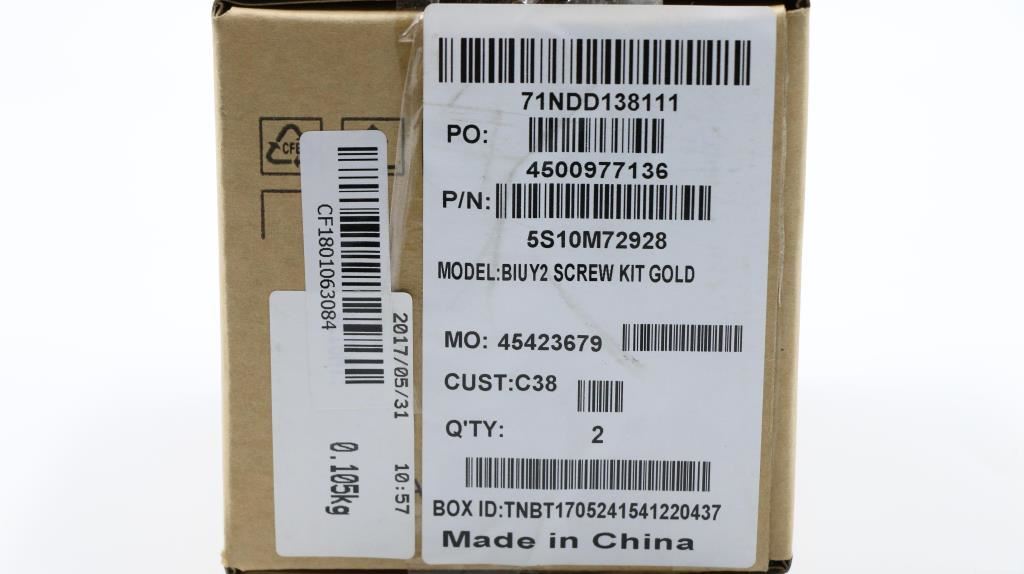 71NDD138111
PO:
4500977136
P/N:
5S10M72928
MODEL:BIUY2 SCREW KIT GOLD
MO: 45423679
CUST:C38
Q'TY: 2
BOX ID:TNBT1705241541220437
Made in China
CF1801063084
2017/05/31 10:57
0.105kg